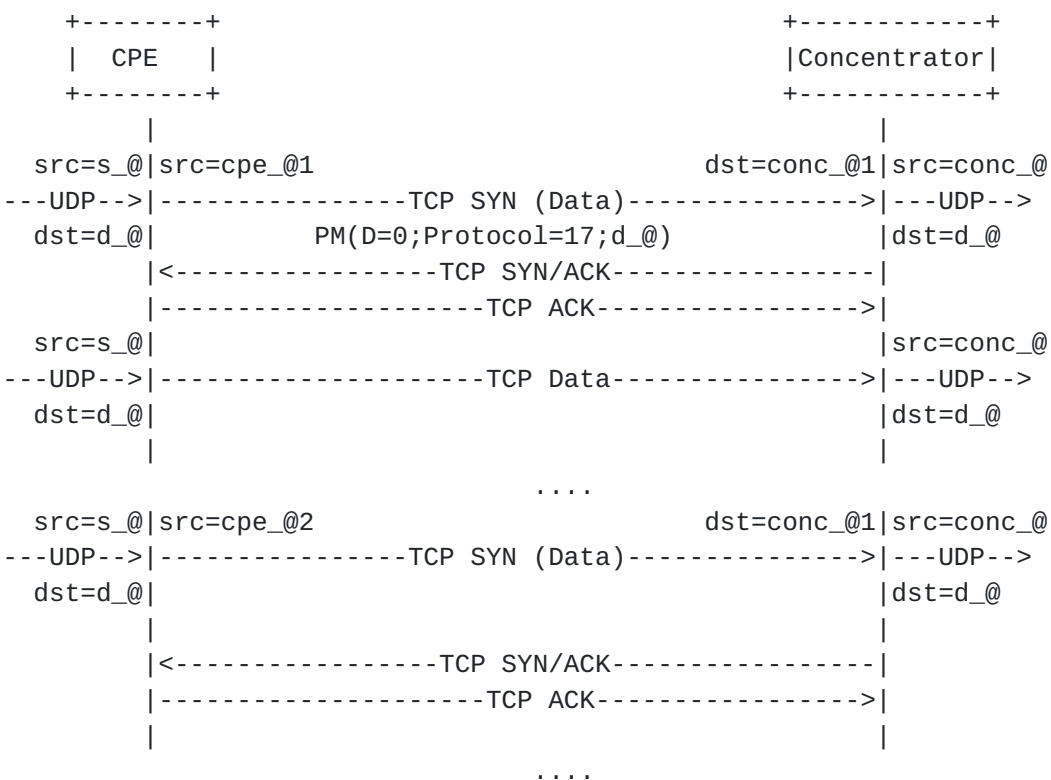 +--------+ +------------+
| CPE | |Concentrator|
+--------+ +------------+
| |
src=s_@|src=cpe_@1 dst=conc_@1|src=conc_@
---UDP-->|----------------TCP SYN (Data)--------------->|---UDP-->
dst=d_@| PM(D=0;Protocol=17;d_@) |dst=d_@
|<-----------------TCP SYN/ACK-----------------|
|---------------------TCP ACK----------------->|
src=s_@| |src=conc_@
---UDP-->|---------------------TCP Data---------------->|---UDP-->
dst=d_@| |dst=d_@
| |
....
src=s_@|src=cpe_@2 dst=conc_@1|src=conc_@
---UDP-->|----------------TCP SYN (Data)--------------->|---UDP-->
dst=d_@| |dst=d_@
| |
|<-----------------TCP SYN/ACK-----------------|
|---------------------TCP ACK----------------->|
| |
....